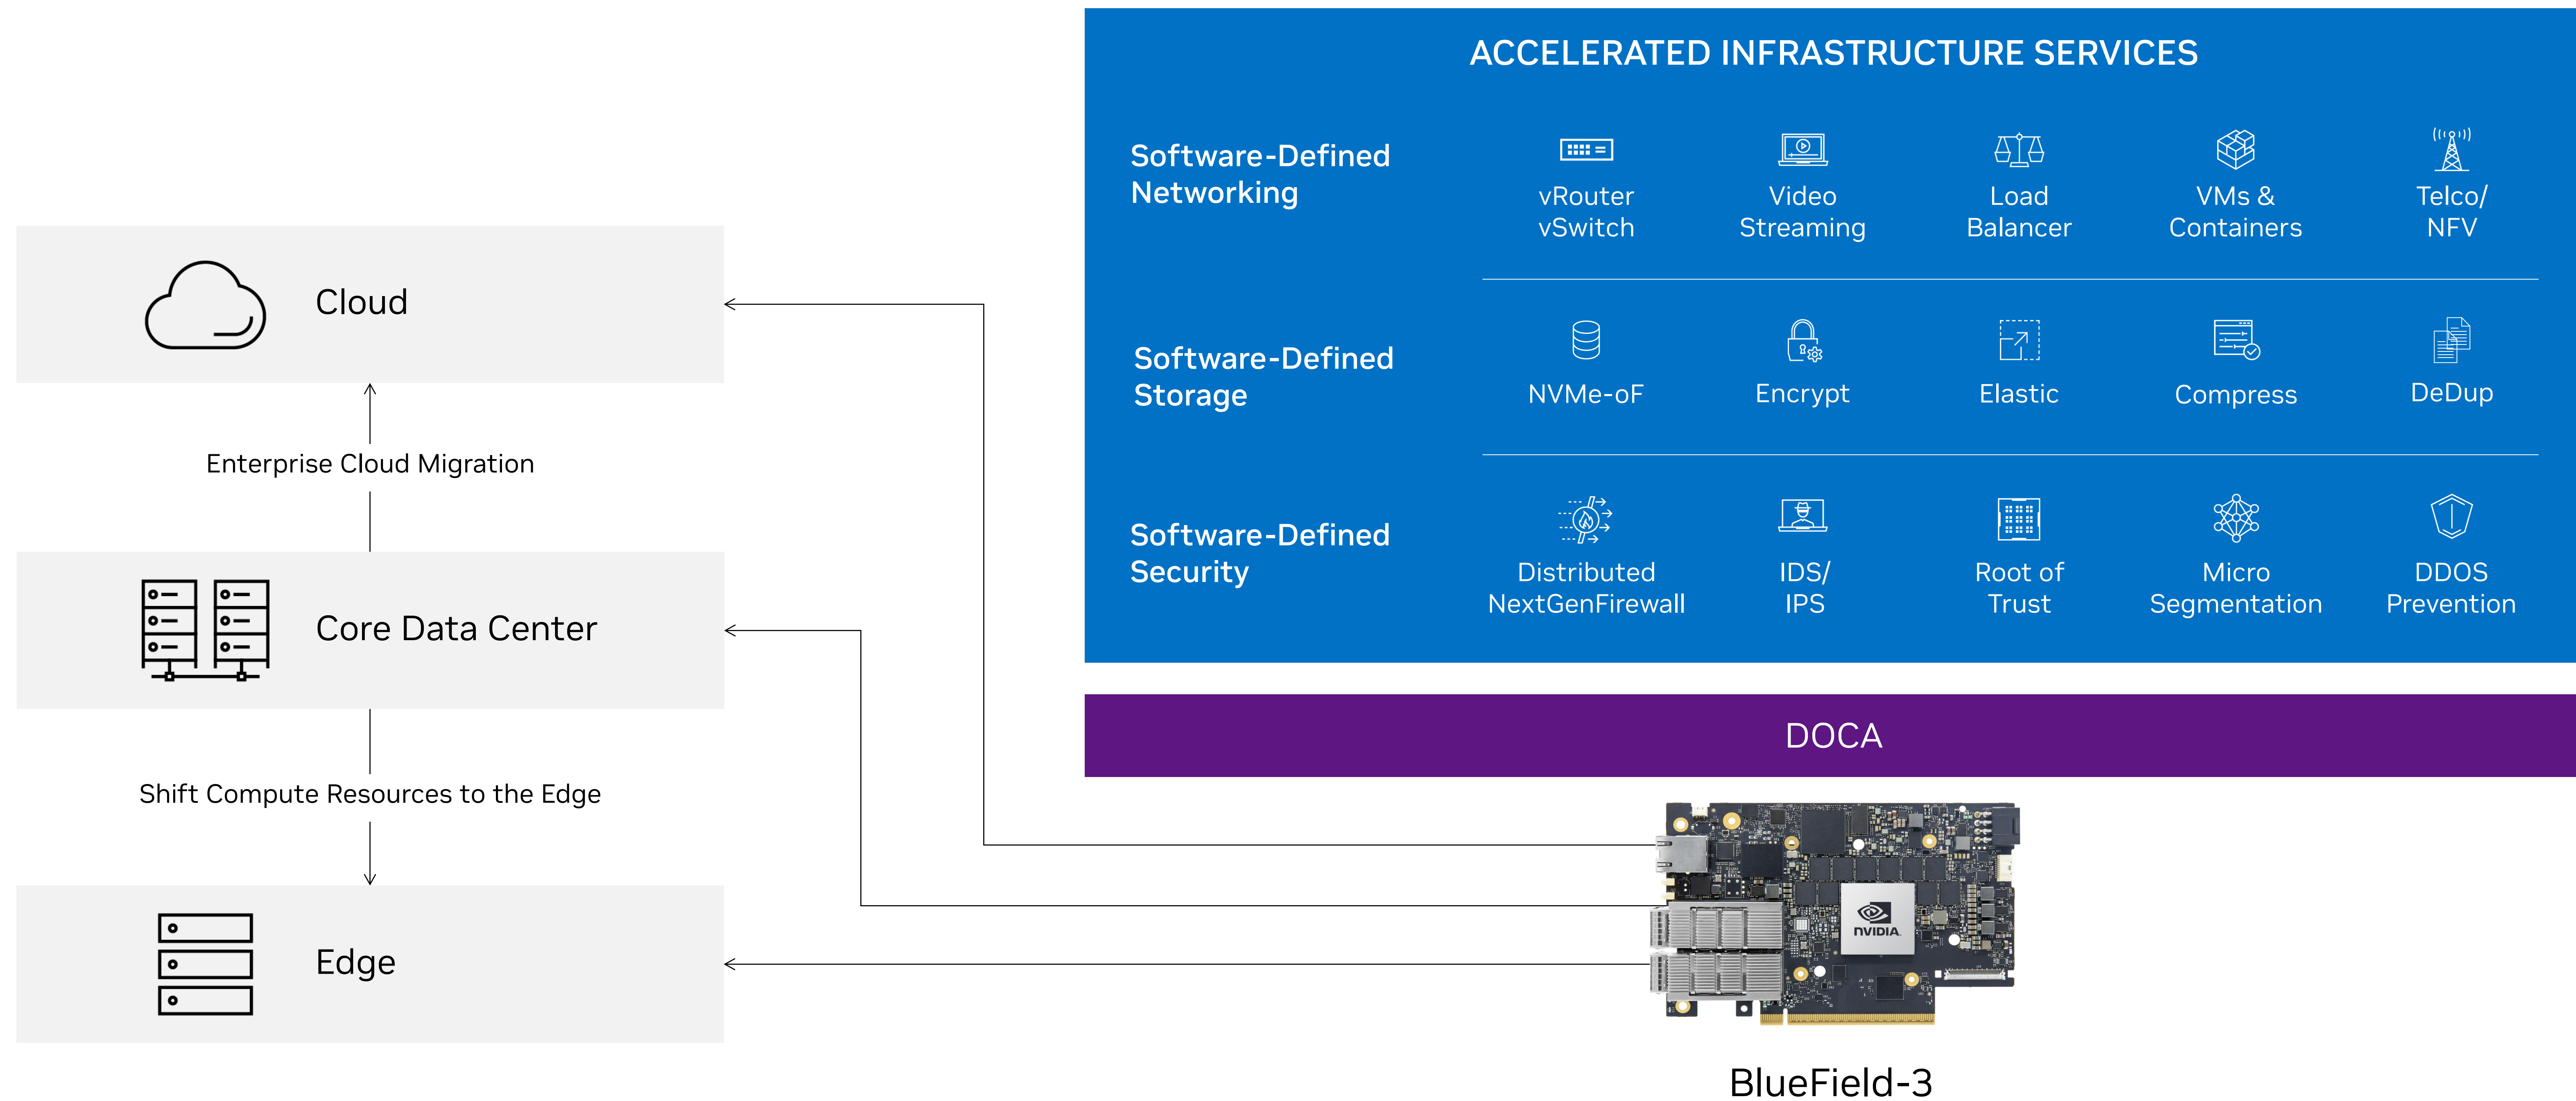 ACCELERATED INFRASTRUCTURE SERVICES
Software-Defined
Networking
vRouter
vSwitch
Video
Streaming
Load
Balancer
VMs &
Containers
Telco/
NFV
Software-Defined
Storage
NVMe-oF
Encrypt
Elastic
Compress
DeDup
Software-Defined
Security
Distributed
NextGenFirewall
IDS/
IPS
Root of
Trust
Micro
Segmentation
DDOS
Prevention
DOCA
NVIDIA
BlueField-3
Cloud
Enterprise Cloud Migration
Core Data Center
Shift Compute Resources to the Edge
Edge